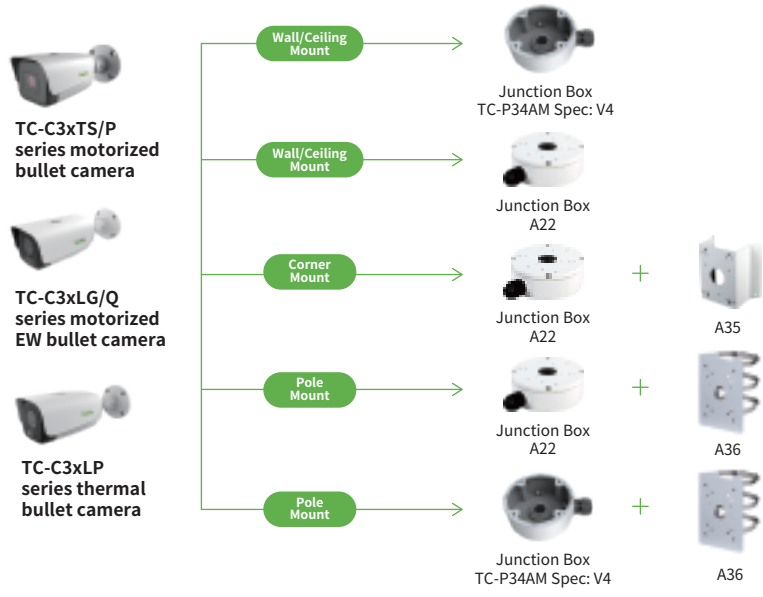 Wall/Ceiling
Mount
Junction Box
TC-P34AM Spec: V4
TC-C3xTS/P
series motorized
bullet camera
Wall/Ceiling
Mount
Junction Box
A22
TC-C3xLG/Q
series motorized
EW bullet camera
Corner
Mount
Junction Box
A22
+
A35
TC-C3xLP
series thermal
bullet camera
Pole
Mount
Junction Box
A22
+
A36
Pole
Mount
Junction Box
TC-P34AM Spec: V4
+
A36